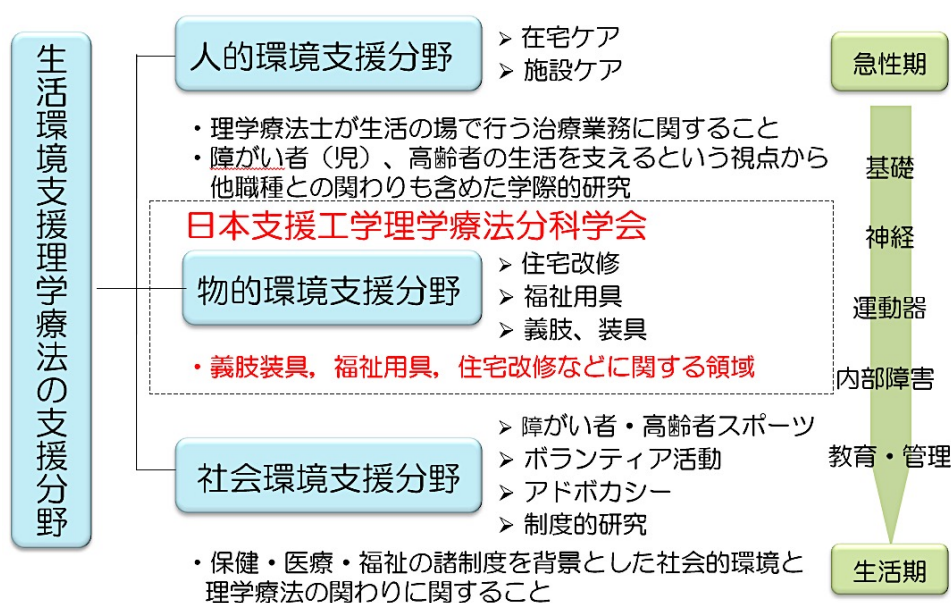 生活環境支援理学療法の支援分野
人的環境支援分野
➢ 在宅ケア
➢ 施設ケア
・理学療法士が生活の場で行う治療業務に関すること
・障がい者（児）、高齢者の生活を支えるという視点から
他職種との関わりも含めた学際的研究
日本支援工学理学療法分科学会
物的環境支援分野
➢ 住宅改修
➢ 福祉用具
➢ 義肢、装具
・義肢装具，福祉用具，住宅改修などに関する領域
社会環境支援分野
➢ 障がい者・高齢者スポーツ
➢ ボランティア活動
➢ アドボカシー
➢ 制度的研究
・保健・医療・福祉の諸制度を背景とした社会的環境と
理学療法の関わりに関すること
急性期
基礎
神経
運動器
内部障害
教育・管理
生活期